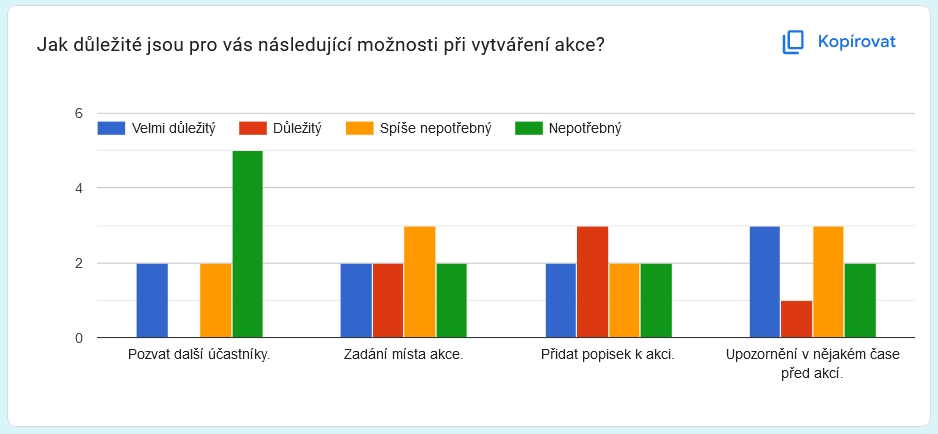 Jak důležité jsou pro vás následující možnosti při vytváření akce?
Kopírovat
6
Velmi důležitý
Důležitý
Spíše nepotřebný
Nepotřebný
4
2
0
Pozvat další účastníky.
Zadání místa akce.
Přidat popisek k akci.
Upozornění v nějakém čase
před akcí.